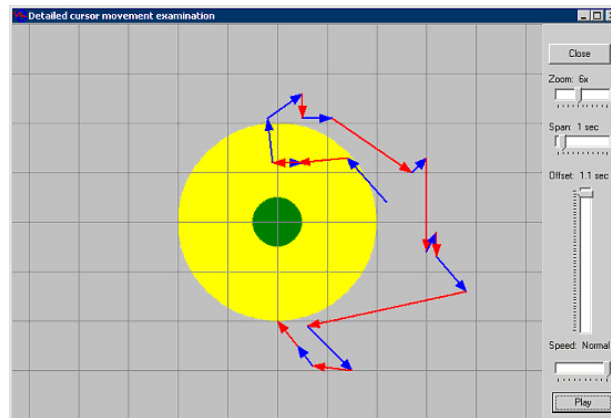 Detailed cursor movement examination
Close
Zoom: 6x
Span: 1 sec
Offset: 1.1 sec
Speed: Normal
Play